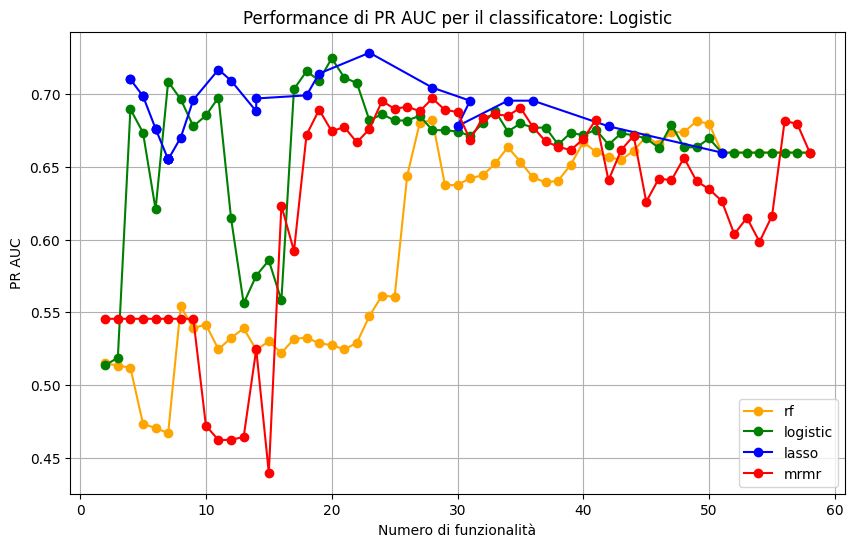 Performance di PR AUC per il classificatore: Logistic
PR AUC
0.70
0.65
0.60
0.55
0.50
0.45
0
10
20
30
40
50
60
Numero di funzionalità
rf
logistic
lasso
mrmr